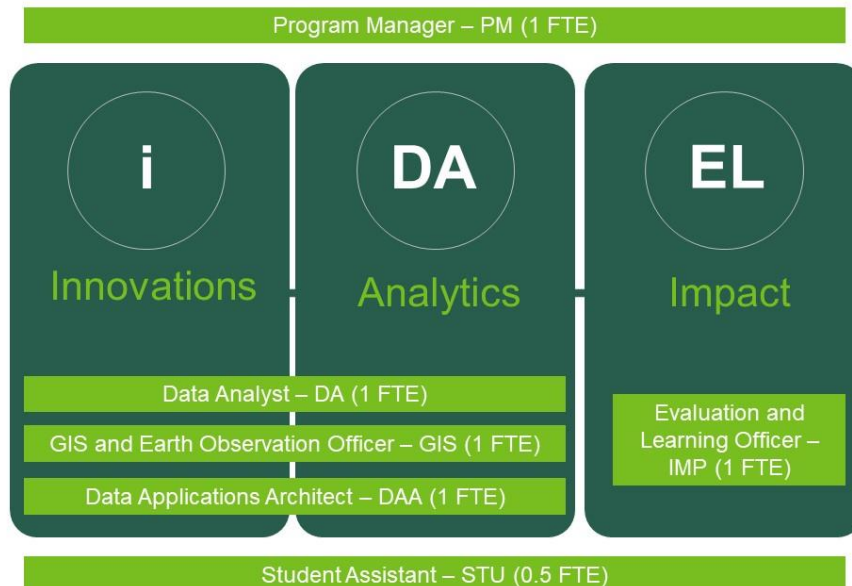 Program Manager – PM (1 FTE)
i
DA
EL
Innovations
Analytics
Impact
Data Analyst – DA (1 FTE)
GIS and Earth Observation Officer – GIS (1 FTE)
Data Applications Architect – DAA (1 FTE)
Evaluation and
Learning Officer –
IMP (1 FTE)
Student Assistant – STU (0.5 FTE)